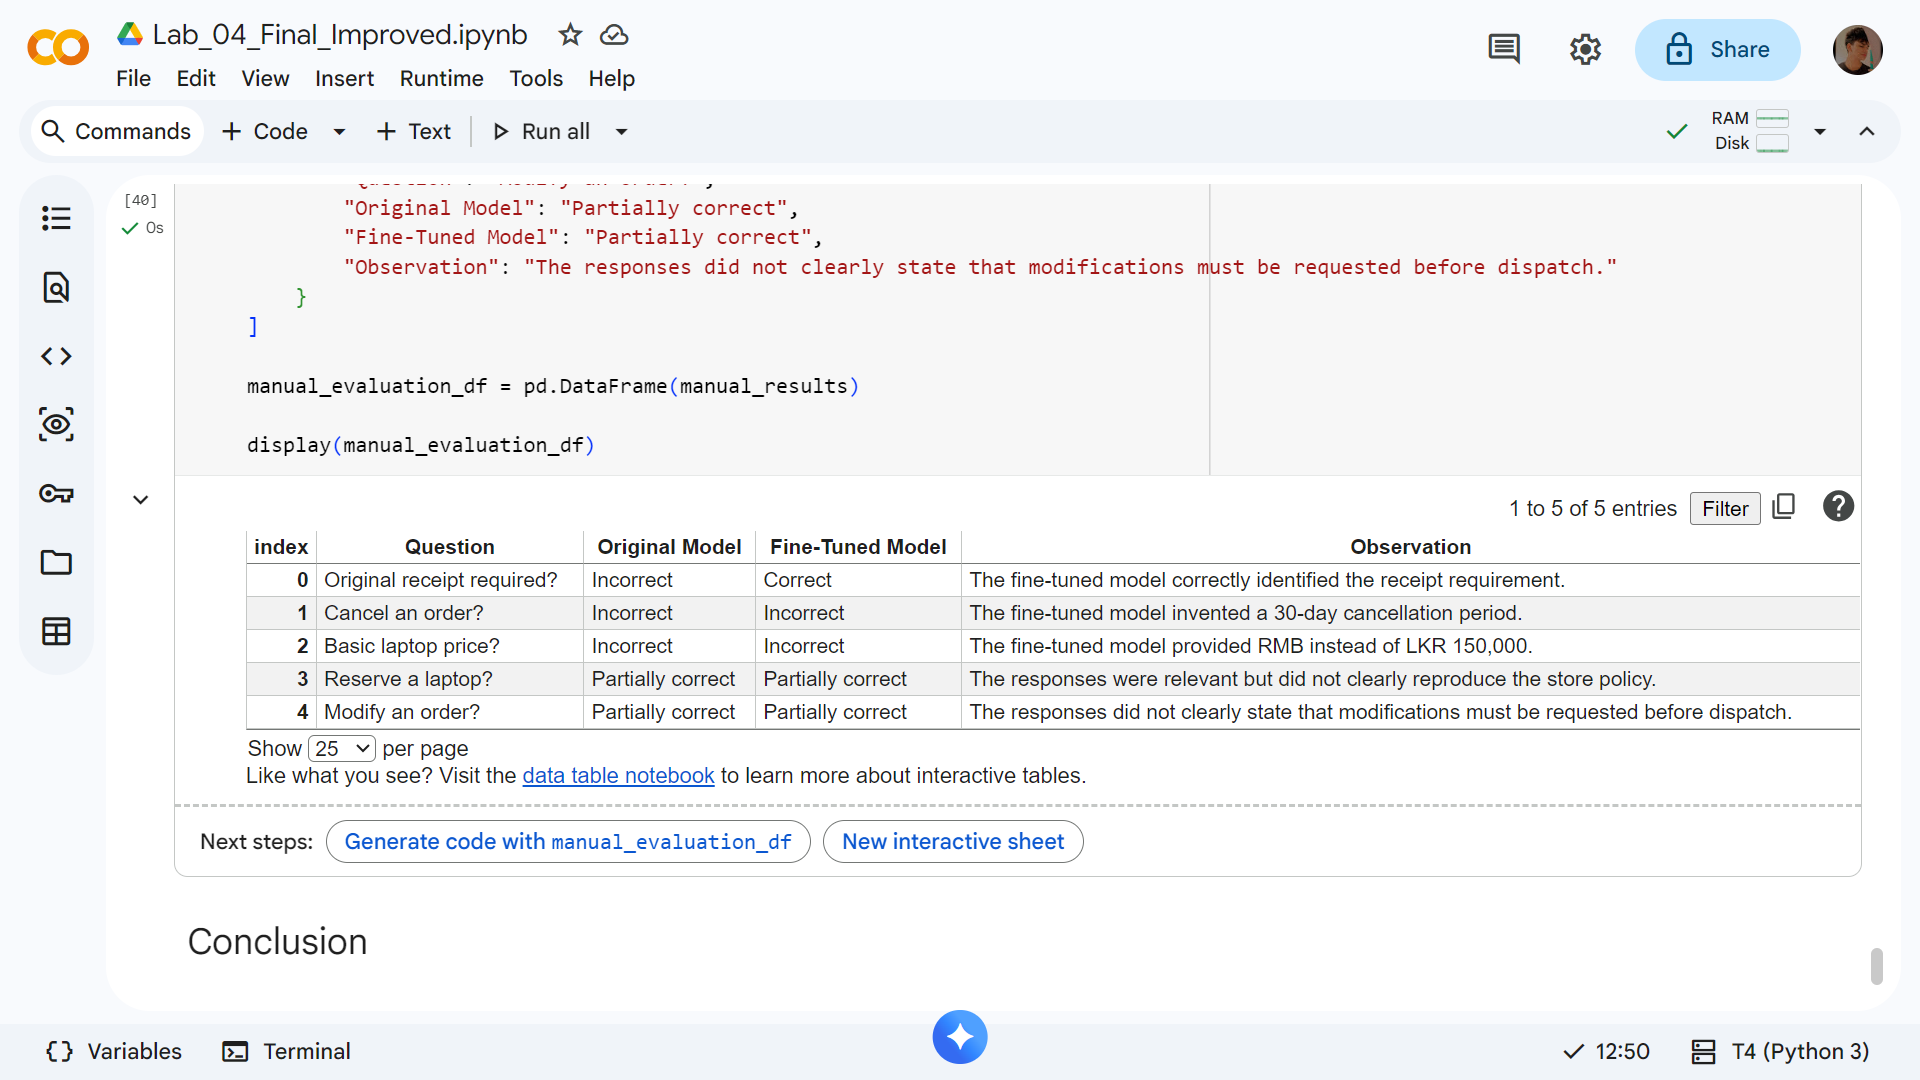 Lab_04_Final_Improved.ipynb
File Edit View Insert Runtime Tools Help
Share
Commands + Code + Text Run all
RAM
Disk
[40]
0s
"Original Model": "Partially correct",
"Fine-Tuned Model": "Partially correct",
"Observation": "The responses did not clearly state that modifications must be requested before dispatch."
}
]
manual_evaluation_df = pd.DataFrame(manual_results)
display(manual_evaluation_df)
1 to 5 of 5 entries Filter
index Question Original Model Fine-Tuned Model Observation
0 Original receipt required? Incorrect Correct The fine-tuned model correctly identified the receipt requirement.
1 Cancel an order? Incorrect Incorrect The fine-tuned model invented a 30-day cancellation period.
2 Basic laptop price? Incorrect Incorrect The fine-tuned model provided RMB instead of LKR 150,000.
3 Reserve a laptop? Partially correct Partially correct The responses were relevant but did not clearly reproduce the store policy.
4 Modify an order? Partially correct Partially correct The responses did not clearly state that modifications must be requested before dispatch.
Show 25 per page
Like what you see? Visit the data table notebook to learn more about interactive tables.
Next steps: Generate code with manual_evaluation_df New interactive sheet
Conclusion
{} Variables Terminal
12:50 T4 (Python 3)